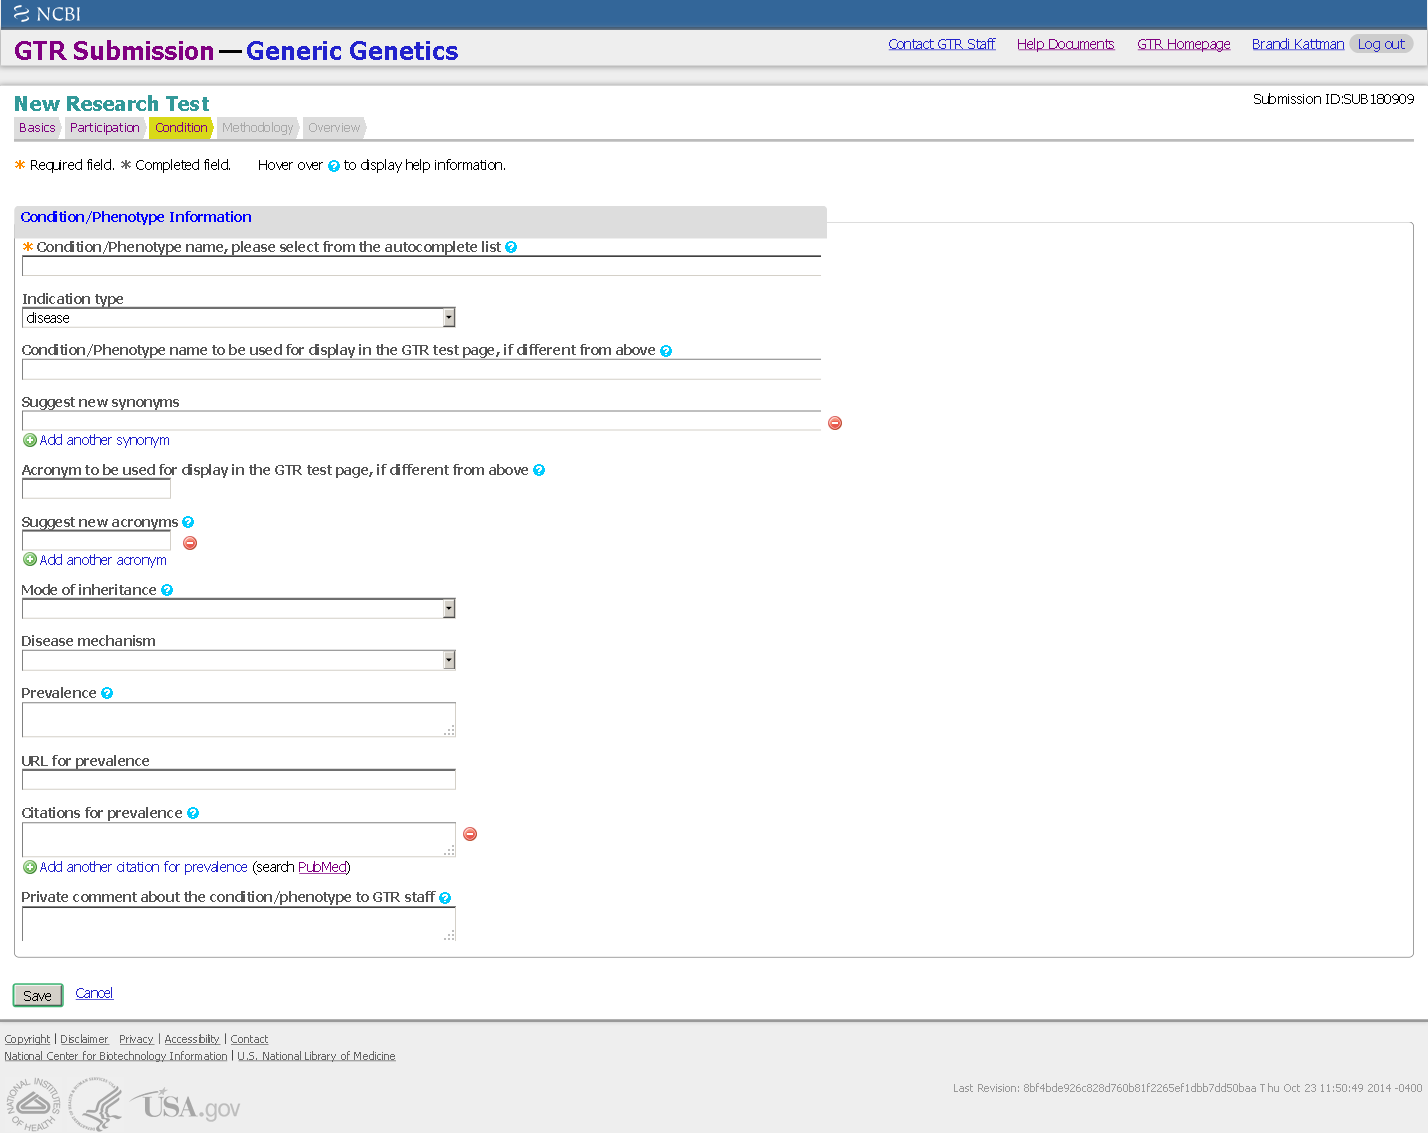 NCBI
GTR Submission — Generic Genetics
Contact GTR Staff Help Documents GTR Homepage Brandi Kattman Log out
New Research Test
Submission ID:SUB180909
Basics Participation Condition Methodology Overview
* Required field. * Completed field. Hover over ? to display help information.
Condition/Phenotype Information
* Condition/Phenotype name, please select from the autocomplete list ?
Indication type
disease
Condition/Phenotype name to be used for display in the GTR test page, if different from above ?
Suggest new synonyms
Add another synonym
Acronym to be used for display in the GTR test page, if different from above ?
Suggest new acronyms ?
Add another acronym
Mode of inheritance ?
Disease mechanism
Prevalence ?
URL for prevalence
Citations for prevalence ?
Add another citation for prevalence (search PubMed)
Private comment about the condition/phenotype to GTR staff ?
Save Cancel
Copyright | Disclaimer Privacy | Accessibility | Contact
National Center for Biotechnology Information | U.S. National Library of Medicine
NATIONAL INSTITUTES OF HEALTH
USA.gov
Last Revision: 8bf4bde926c828d760b81f2265ef1dbb7dd50baa Thu Oct 23 11:50:49 2014 -0400